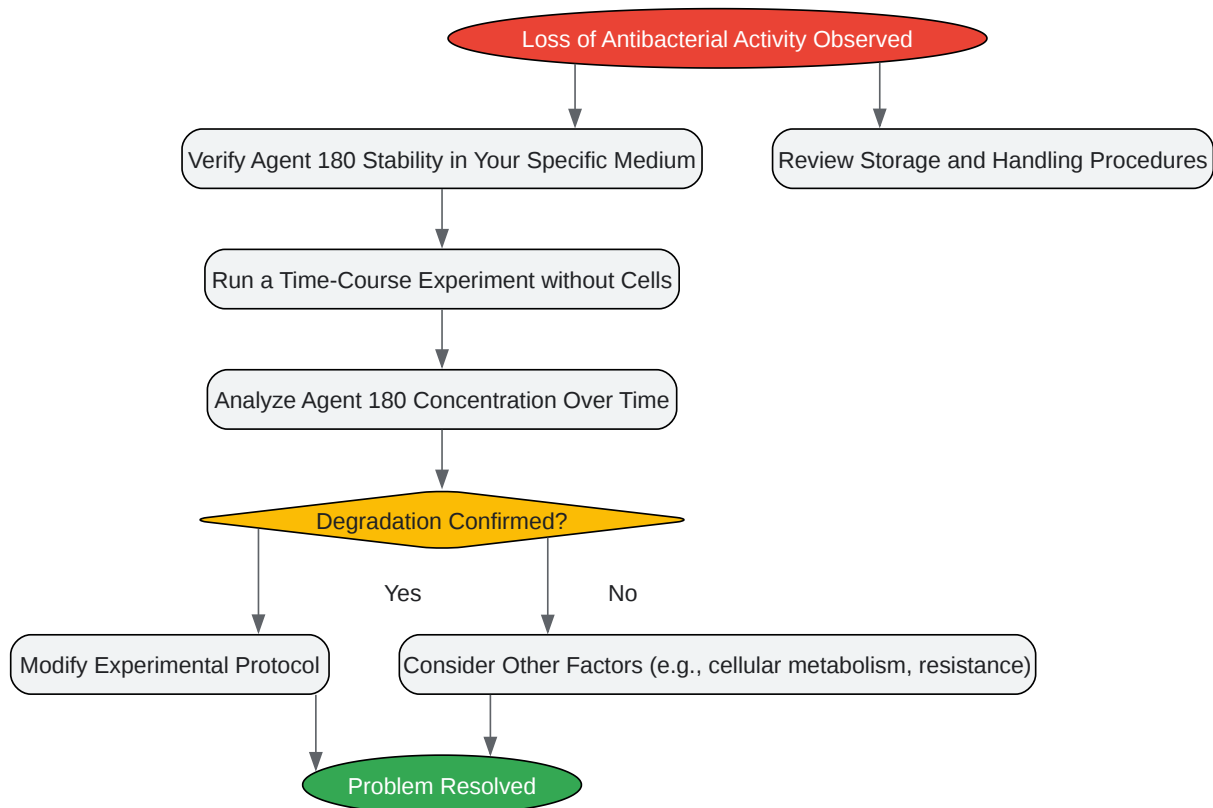 Loss of Antibacterial Activity Observed
Verify Agent 180 Stability in Your Specific Medium
Review Storage and Handling Procedures
Run a Time-Course Experiment without Cells
Analyze Agent 180 Concentration Over Time
Degradation Confirmed?
Yes
No
Modify Experimental Protocol
Consider Other Factors (e.g., cellular metabolism, resistance)
Problem Resolved